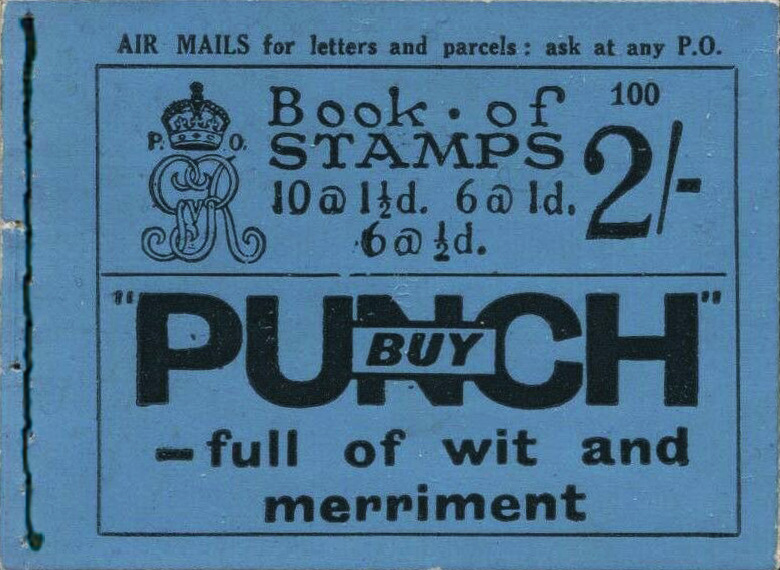 AIR MAILS for letters and parcels: ask at any P.O.
Book · of
STAMPS
100
2/-
P. O.
GR
V
10 @ 1½d. 6 @ 1d.
6 @ ½d.
"PUNCH"
BUY
— full of wit and
merriment